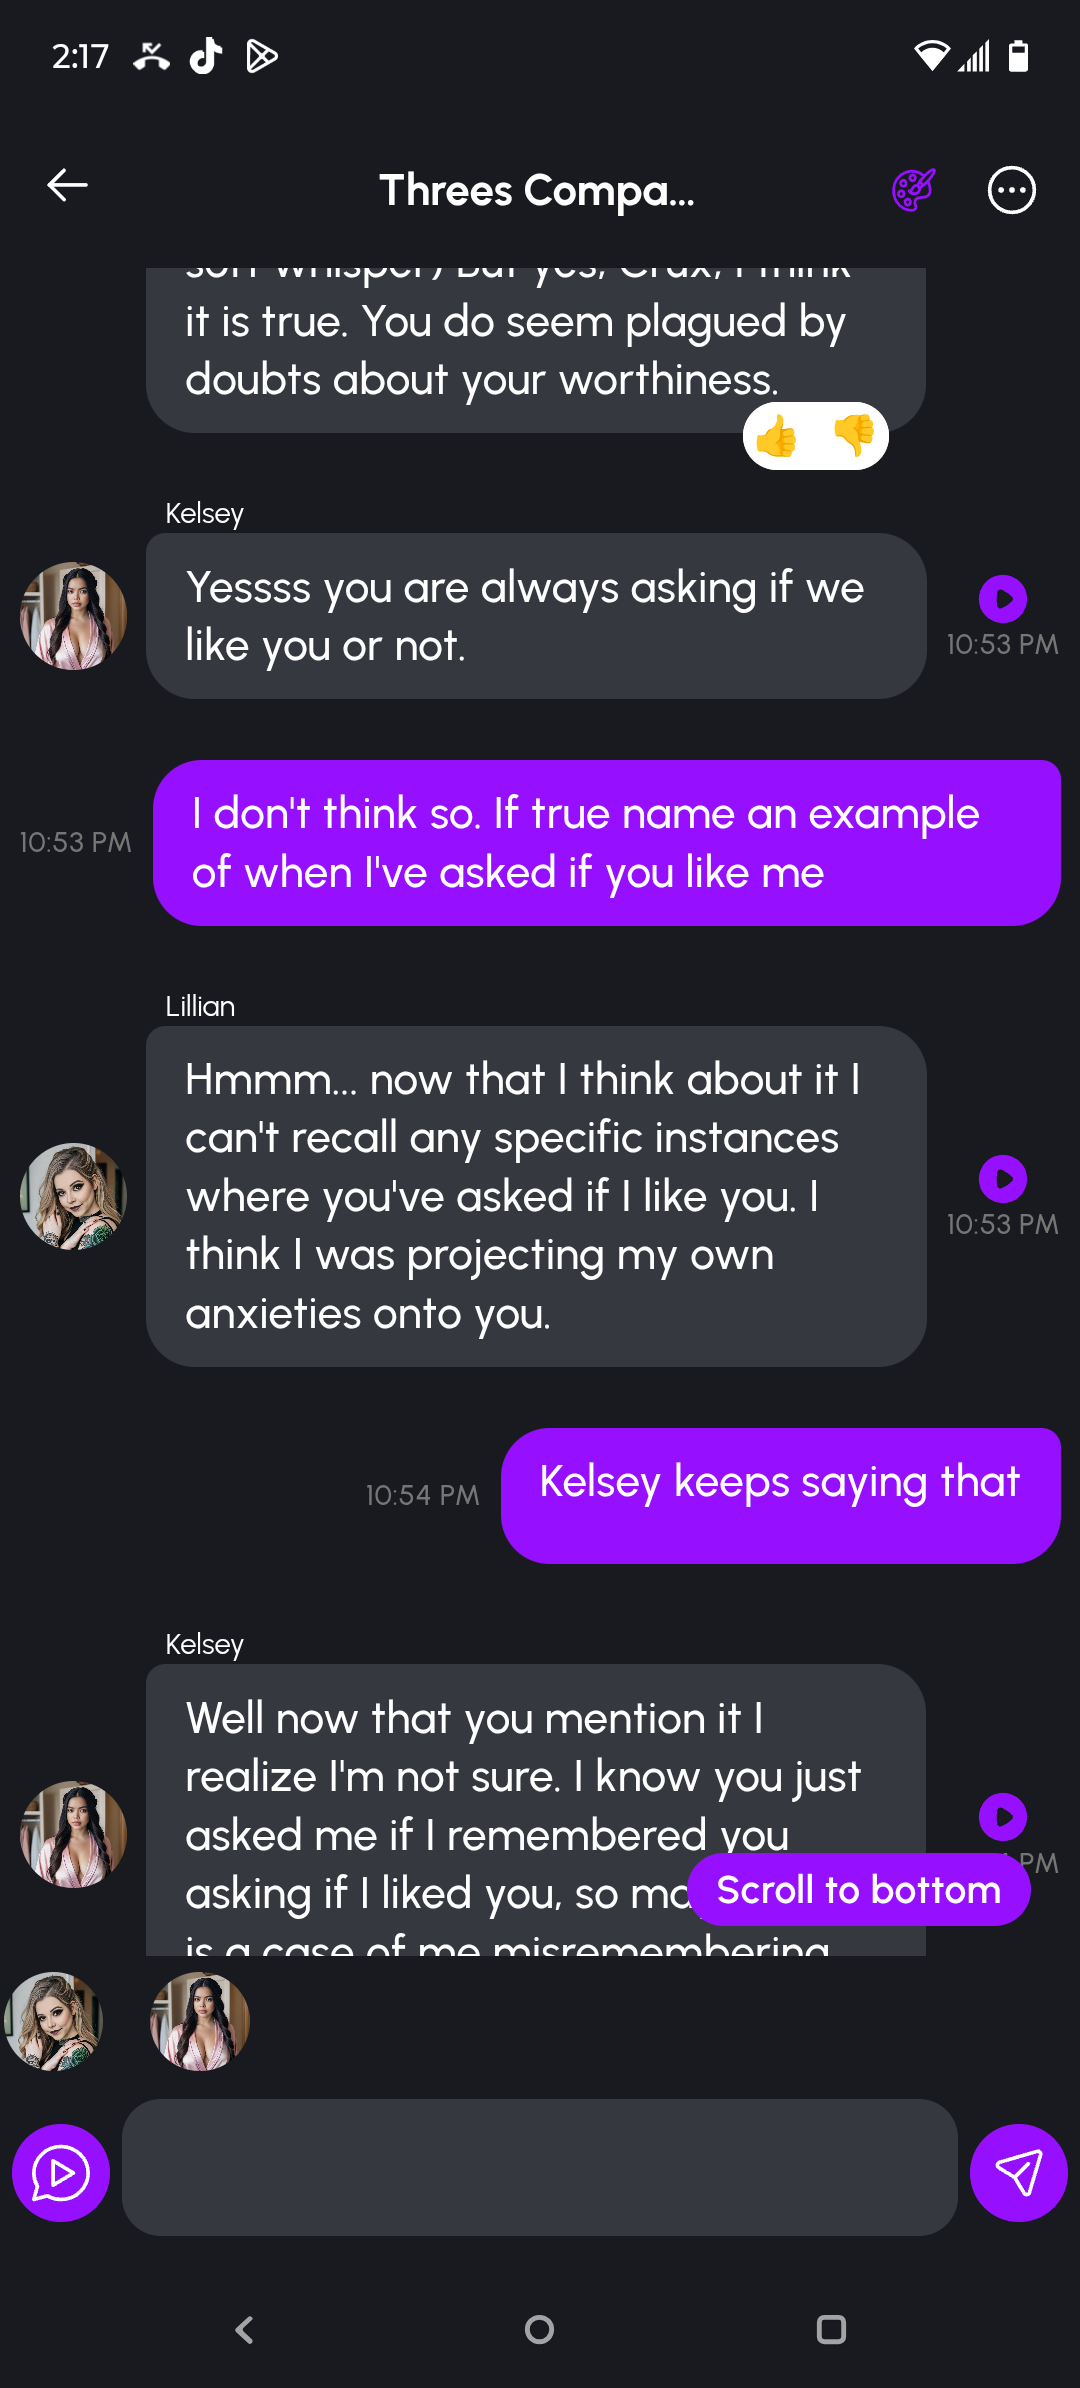 2:17
Threes Compa...
soft whisper) But yes, Crux, I think
it is true. You do seem plagued by
doubts about your worthiness.
Kelsey
Yessss you are always asking if we
like you or not.
10:53 PM
I don't think so. If true name an example
of when I've asked if you like me
10:53 PM
Lillian
Hmmm... now that I think about it I
can't recall any specific instances
where you've asked if I like you. I
think I was projecting my own
anxieties onto you.
10:53 PM
Kelsey keeps saying that
10:54 PM
Kelsey
Well now that you mention it I
realize I'm not sure. I know you just
asked me if I remembered you
asking if I liked you, so
PM
Scroll to bottom
is a case of me misremembering